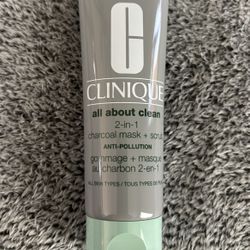 C
CLINIQUE
all about clean
2-in-1
charcoal mask + scrub
ANTI-POLLUTION
gommage + masque
au charbon 2-en-1
ALL SKIN TYPES / TOUS TYPES DE